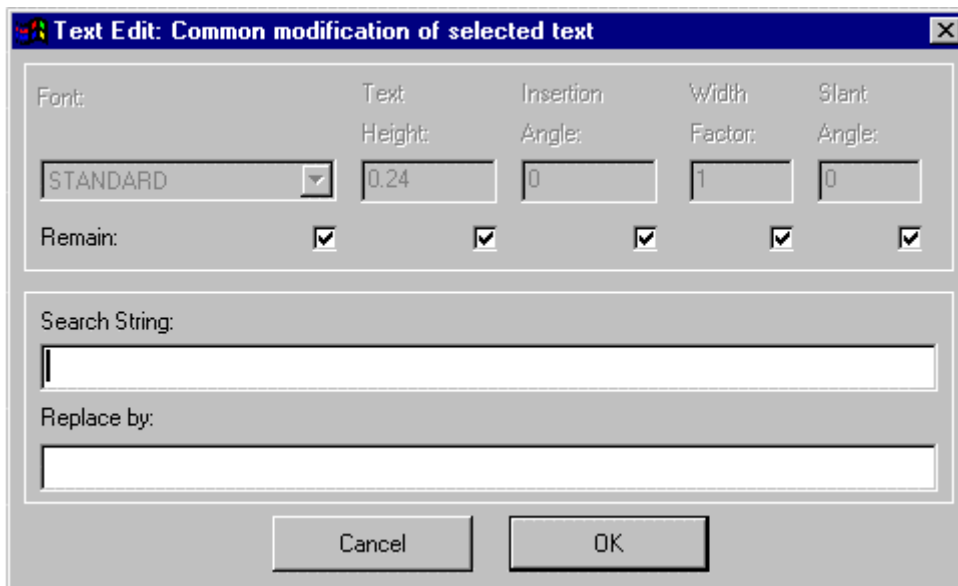 Text Edit: Common modification of selected text
Font: Text Insertion Width Slant
Height: Angle: Factor: Angle:
STANDARD 0.24 0 1 0
Remain:
Search String:
Replace by:
Cancel OK